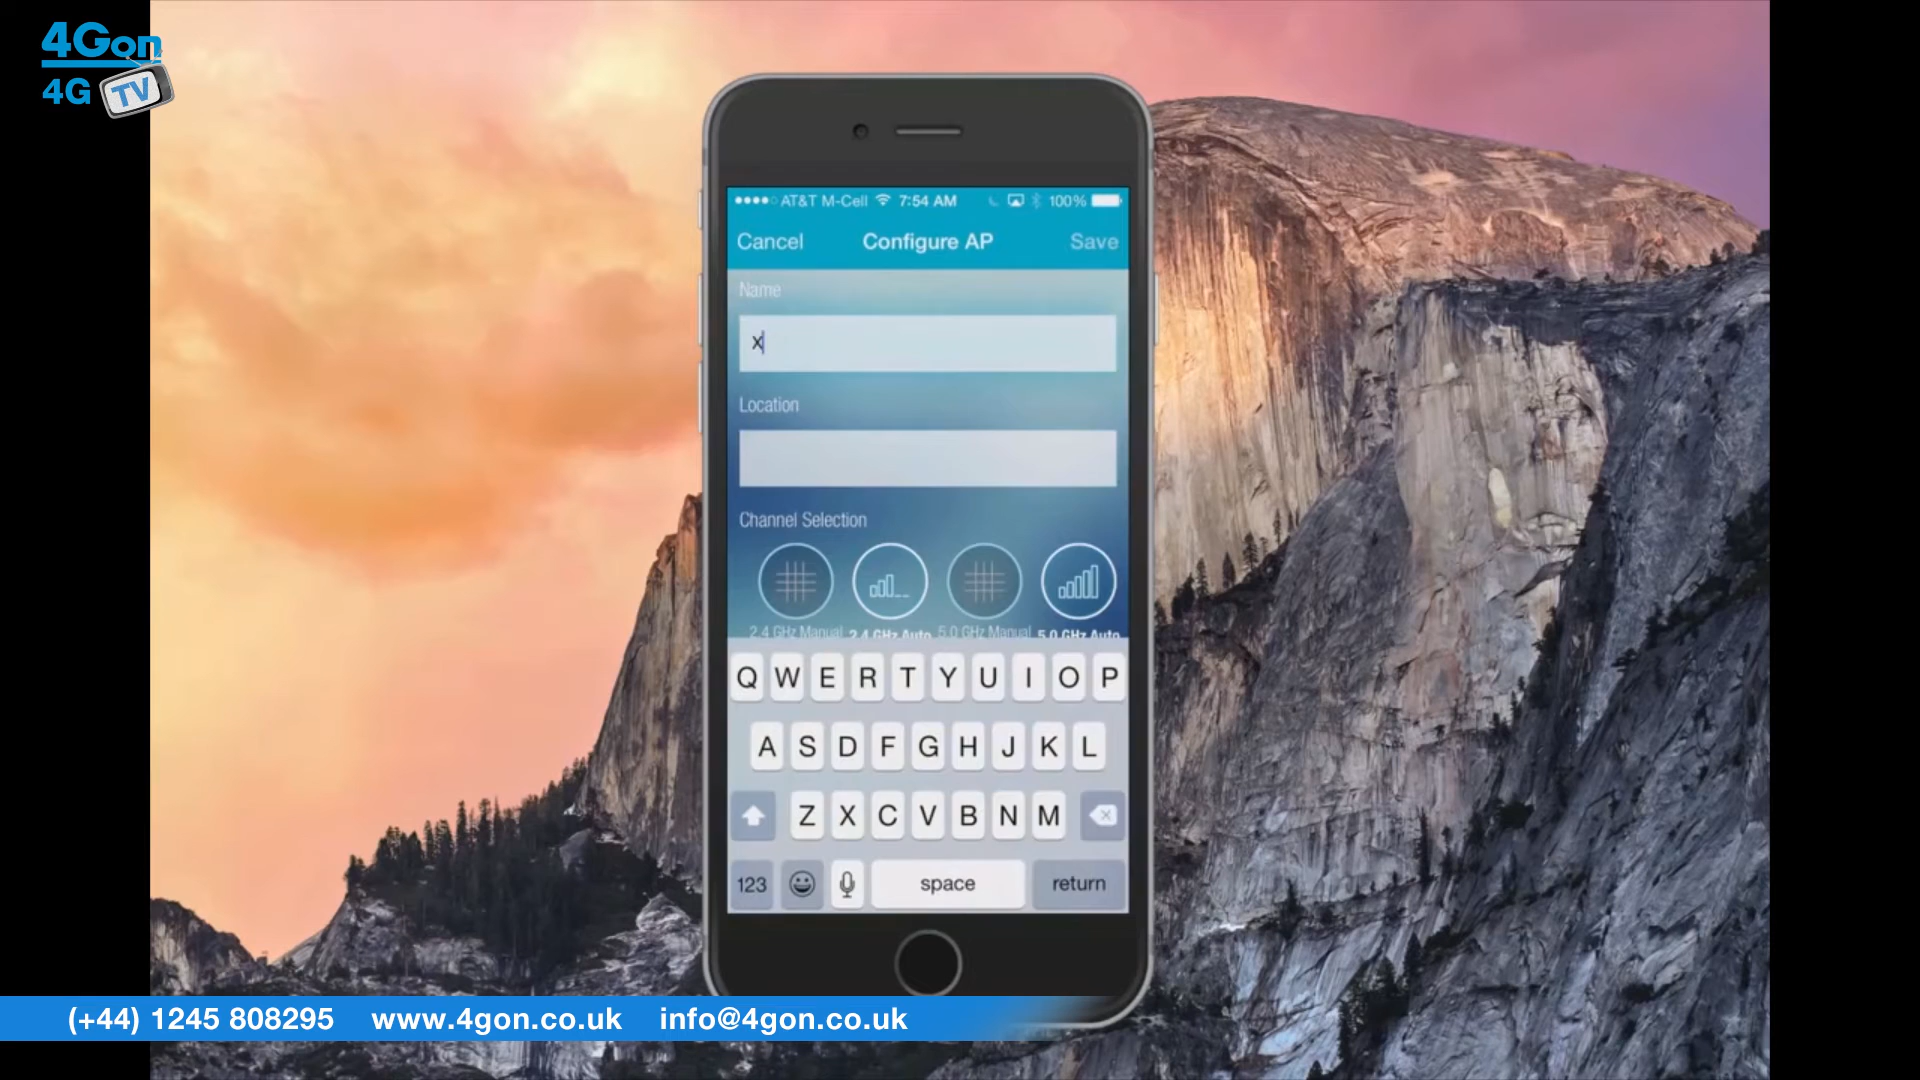 4Gon
4G TV
AT&T M-Cell 7:54 AM 100%
Cancel Configure AP Save
Name
x
Location
Channel Selection
2.4 GHz Manual 2.4 GHz Auto 5.0 GHz Manual 5.0 GHz Auto
Q W E R T Y U I O P
A S D F G H J K L
Z X C V B N M
123 space return
(+44) 1245 808295 www.4gon.co.uk info@4gon.co.uk